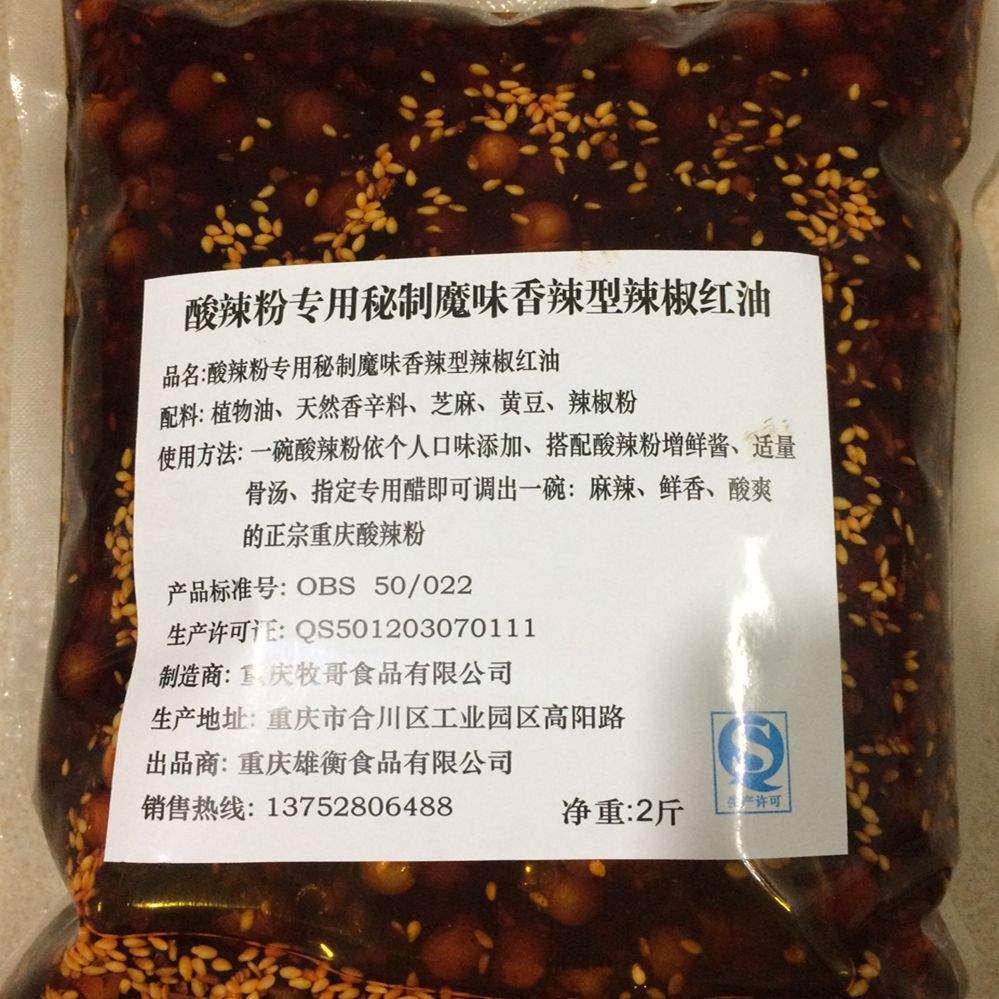 酸辣粉专用秘制魔味香辣型辣椒红油
品名:酸辣粉专用秘制魔味香辣型辣椒红油
配料: 植物油、天然香辛料、芝麻、黄豆、辣椒粉
使用方法: 一碗酸辣粉依个人口味添加、搭配酸辣粉增鲜酱、适量
骨汤、指定专用醋即可调出一碗: 麻辣、鲜香、酸爽
的正宗重庆酸辣粉
产品标准号: OBS 50/022
生产许可证: QS501203070111
制造商: 重庆牧哥食品有限公司
生产地址: 重庆市合川区工业园区高阳路
出品商: 重庆雄衡食品有限公司
销售热线: 13752806488
净重:2斤
QS
生产许可